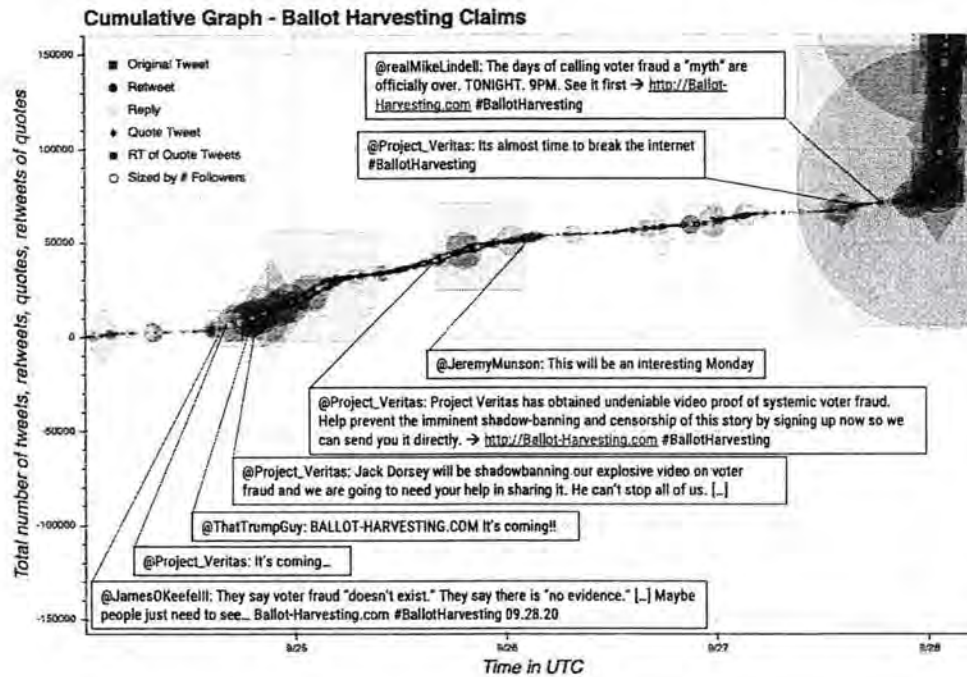 Cumulative Graph - Ballot Harvesting Claims
150000
100000
50000
0
-50000
-100000
-150000
Total number of tweets, retweets, quotes, retweets of quotes
Original Tweet
Retweet
Reply
Quote Tweet
RT of Quote Tweets
Sized by # Followers
@realMikeLindell: The days of calling voter fraud a "myth" are
officially over. TONIGHT. 9PM. See it first → http://Ballot-
Harvesting.com #BallotHarvesting
@Project_Veritas: Its almost time to break the internet
#BallotHarvesting
@JeremyMunson: This will be an interesting Monday
@Project_Veritas: Project Veritas has obtained undeniable video proof of systemic voter fraud.
Help prevent the imminent shadow-banning and censorship of this story by signing up now so we
can send you it directly. → http://Ballot-Harvesting.com #BallotHarvesting
@Project_Veritas: Jack Dorsey will be shadowbanning our explosive video on voter
fraud and we are going to need your help in sharing it. He can't stop all of us. [...]
@ThatTrumpGuy: BALLOT-HARVESTING.COM It's coming!!
@Project_Veritas: It's coming...
@JamesOKeefeIII: They say voter fraud "doesn't exist." They say there is "no evidence." [...] Maybe
people just need to see... Ballot-Harvesting.com #BallotHarvesting 09.28.20
9/25
9/26
9/27
9/28
Time in UTC